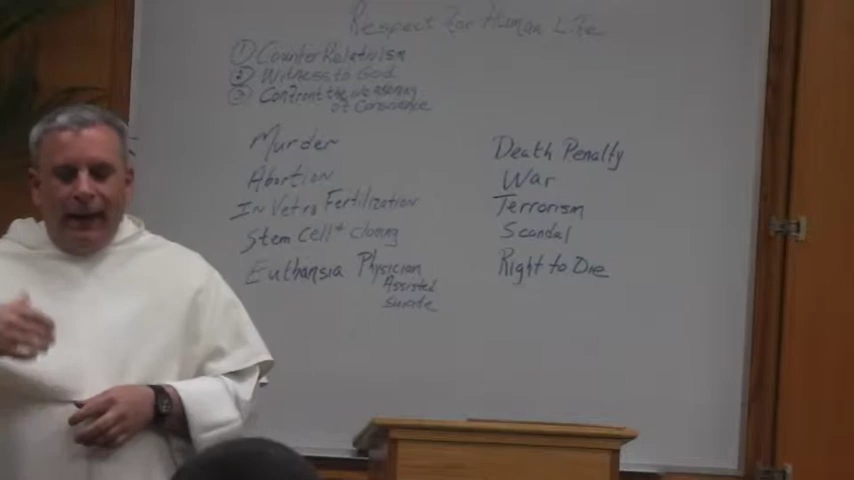 Respect for Human Life
① Counter Relativism
② Witness to God
③ Confront the weakening
of Conscience
Murder
Abortion
In Vetro Fertilization
Stem Cell + cloning
Euthansia Physician
Assisted
suicide
Death Penalty
War
Terrorism
Scandal
Right to Die